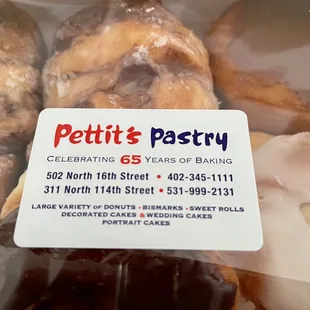 Pettit's Pastry
CELEBRATING 65 YEARS OF BAKING
502 North 16th Street • 402-345-1111
311 North 114th Street • 531-999-2131
LARGE VARIETY OF DONUTS • BISMARKS • SWEET ROLLS
DECORATED CAKES & WEDDING CAKES
PORTRAIT CAKES